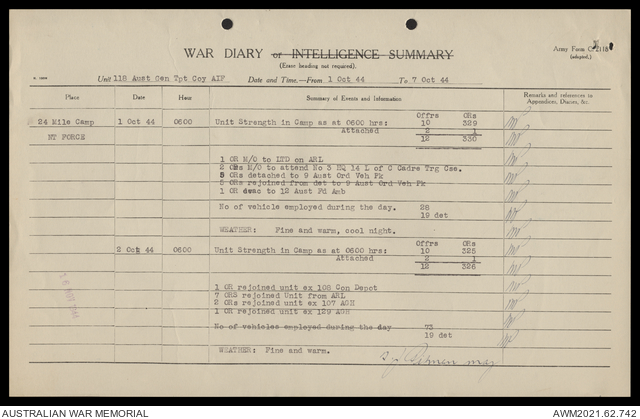 WAR DIARY or INTELLIGENCE SUMMARY
(Erase heading not required).
Army Form C 2118
(adapted.)
Unit 118 Aust Gen Tpt Coy AIF Date and Time.—From 1 Oct 44 To 7 Oct 44
Place Date Hour Summary of Events and Information Remarks and references to Appendices, Diaries, &c.
Offrs ORs
24 Mile Camp 1 Oct 44 0600 Unit Strength in Camp as at 0600 hrs: 10 329
Attached 2 1
NT FORCE 12 330
1 OR M/O to LTD on ARL
2 ORs M/O to attend No 3 HQ 14 L of C Cadre Trg Cse.
5 ORs detached to 9 Aust Ord Veh Pk
5 ORs rejoined from det to 9 Aust Ord Veh Pk
1 OR evac to 12 Aust Fd Amb
No of vehicle employed during the day. 28
19 det
WEATHER: Fine and warm, cool night.
Offrs ORs
2 Oct 44 0600 Unit Strength in Camp as at 0600 hrs: 10 325
Attached 2 1
12 326
1 OR rejoined unit ex 108 Con Depot
7 ORS rejoined Unit from ARL
2 ORs rejoined unit ex 107 AGH
1 OR rejoined unit ex 129 AGH
No of vehicles employed during the day 73
19 det
WEATHER: Fine and warm.
AUSTRALIAN WAR MEMORIAL
AWM2021.62.742